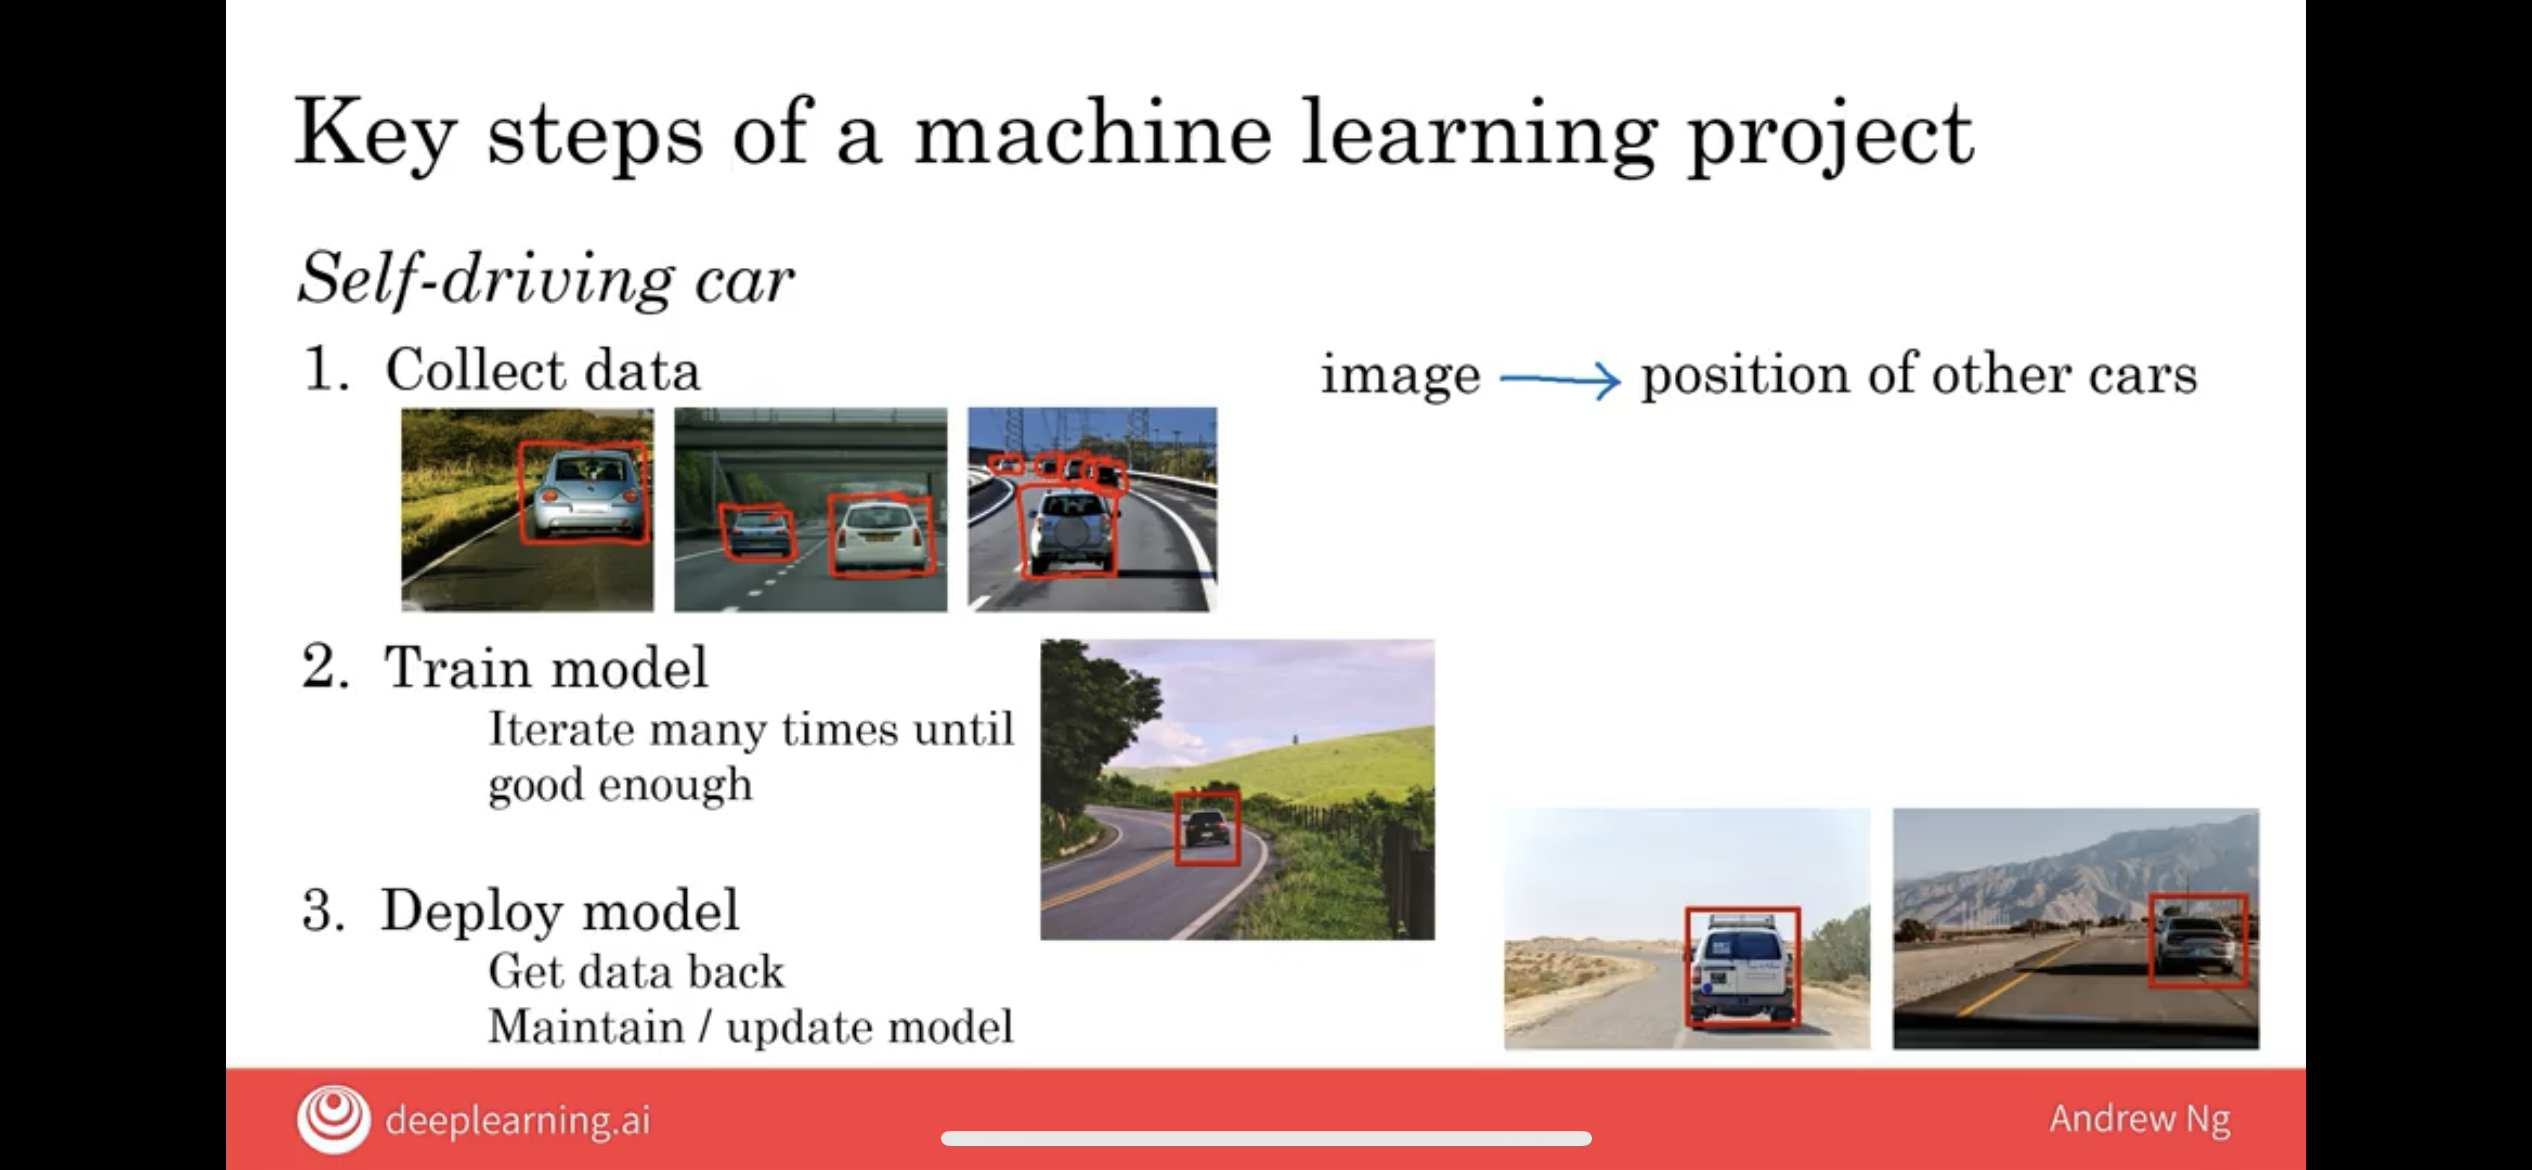 Key steps of a machine learning project
Self-driving car
1. Collect data
image → position of other cars
2. Train model
Iterate many times until
good enough
3. Deploy model
Get data back
Maintain / update model
deeplearning.ai
Andrew Ng